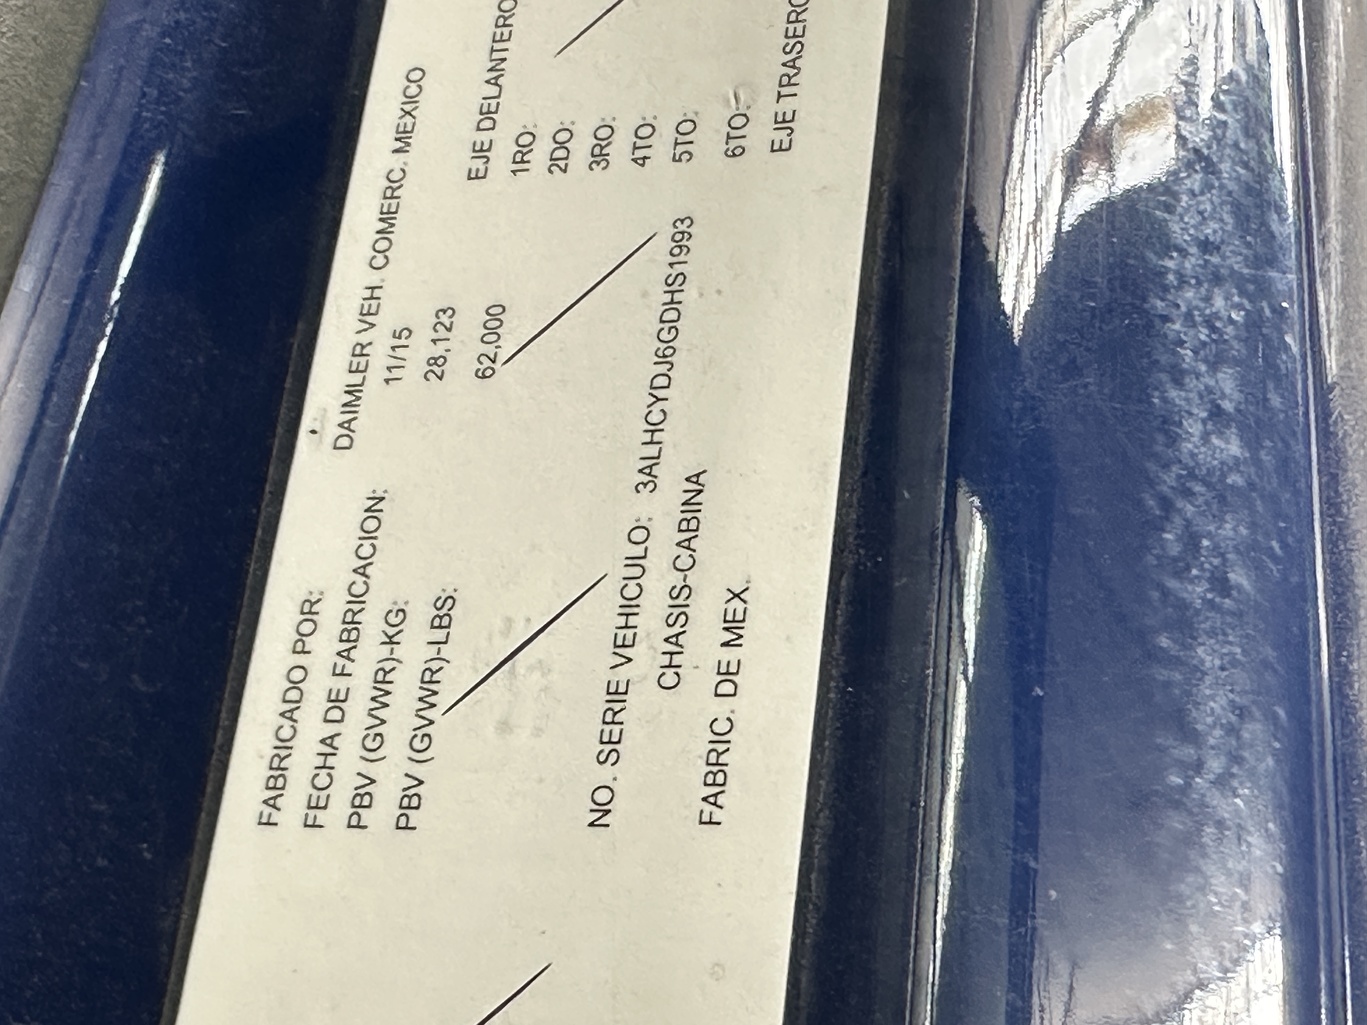 FABRICADO POR: DAIMLER VEH. COMERC. MEXICO
FECHA DE FABRICACION: 11/15
PBV (GVWR)-KG: 28,123
PBV (GVWR)-LBS: 62,000
NO. SERIE VEHICULO: 3ALHCYDJ6GDHS1993
CHASIS-CABINA
FABRIC. DE MEX.
EJE DELANTERO
1RO:
2DO:
3RO:
4TO:
5TO:
6TO:
EJE TRASERO